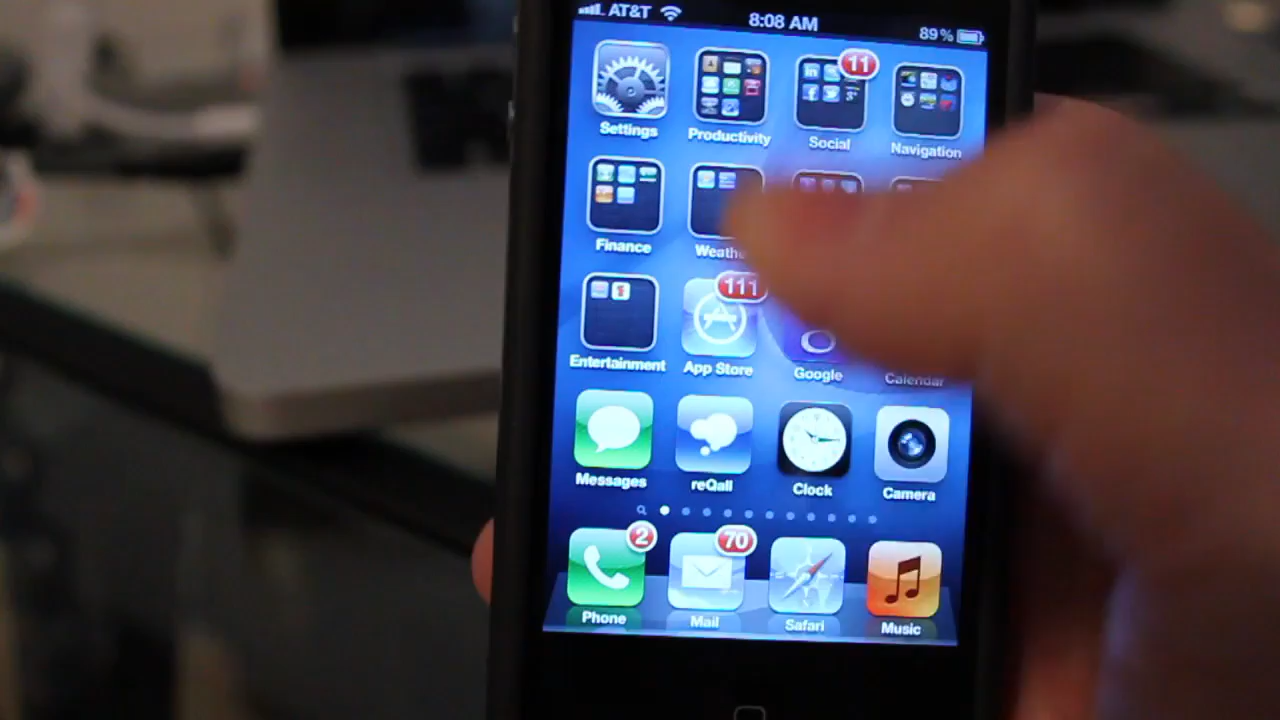 AT&T 8:08 AM 89%
11
Settings Productivity Social Navigation
Finance
111
Entertainment App Store Google Calendar
Messages reQall Clock Camera
2 70
Phone Mail Safari Music